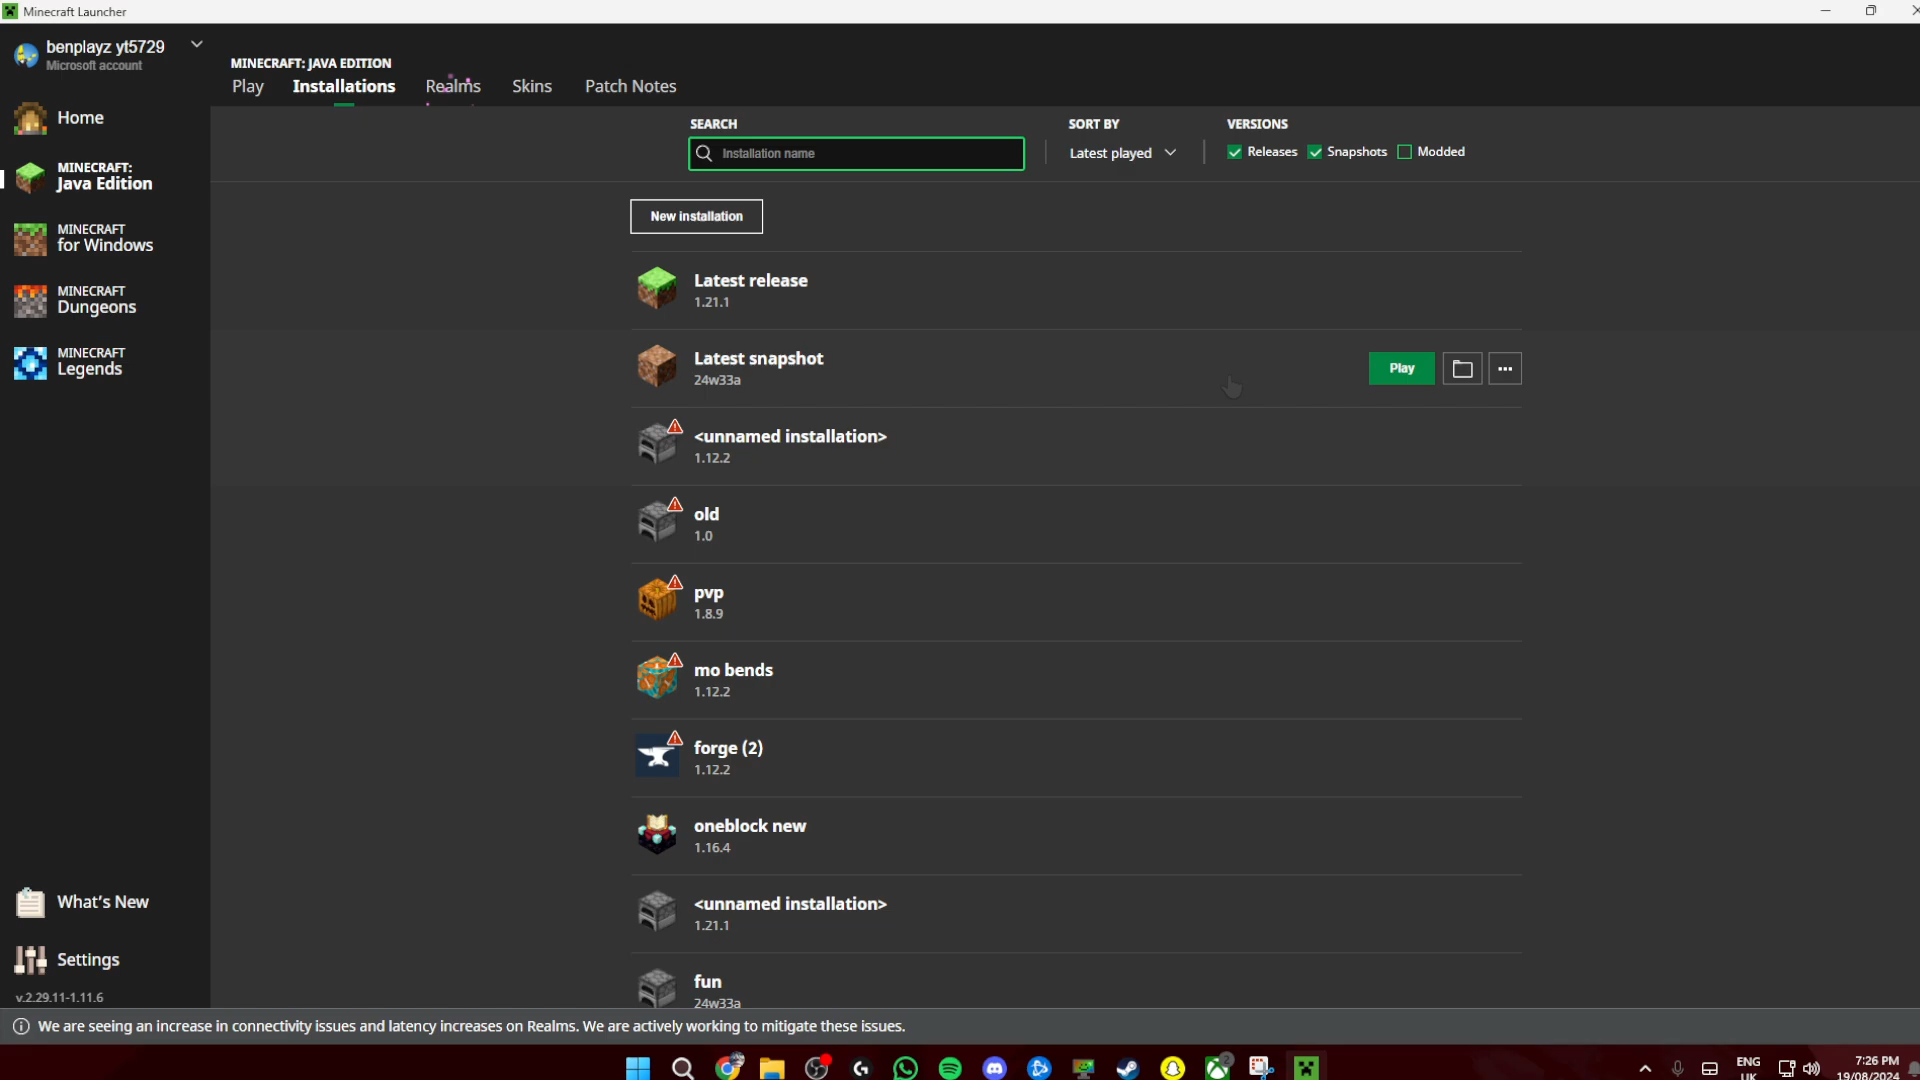 Minecraft Launcher
benplayz yt5729
Microsoft account
MINECRAFT: JAVA EDITION
Play
Installations
Realms
Skins
Patch Notes
Home
MINECRAFT:
Java Edition
MINECRAFT
for Windows
MINECRAFT
Dungeons
MINECRAFT
Legends
What's New
Settings
v.2.29.11-1.11.6
SEARCH
Installation name
SORT BY
Latest played
VERSIONS
Releases
Snapshots
Modded
New installation
Latest release
1.21.1
Latest snapshot
24w33a
Play
<unnamed installation>
1.12.2
old
1.0
pvp
1.8.9
mo bends
1.12.2
forge (2)
1.12.2
oneblock new
1.16.4
<unnamed installation>
1.21.1
fun
24w33a
We are seeing an increase in connectivity issues and latency increases on Realms. We are actively working to mitigate these issues.
2
ENG
UK
7:26 PM
19/08/2024